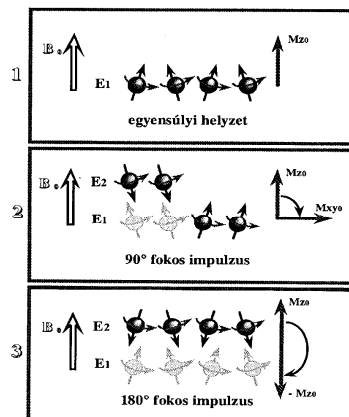 1
B₀
E1
Mz0
egyensúlyi helyzet
2
B₀
E2
E1
Mz0
Mxy0
90° fokos impulzus
3
B₀
E2
E1
Mz0
- Mz0
180° fokos impulzus